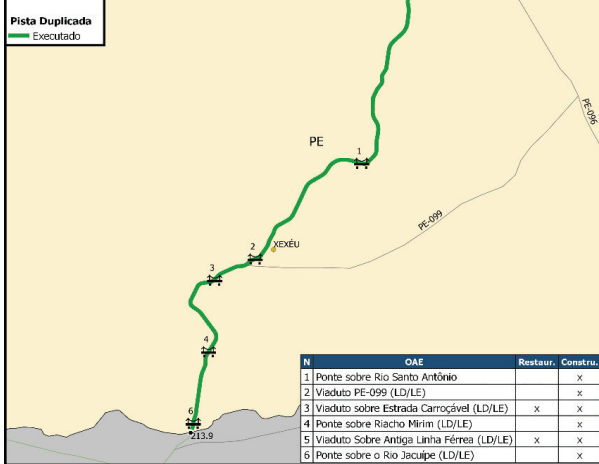 Pista Duplicada
Executado
PE
1
PE-096
PE-099
2
XEXÉU
3
4
6
213.9
N OAE Restaur. Constru.
1 Ponte sobre Rio Santo Antônio x
2 Viaduto PE-099 (LD/LE) x
3 Viaduto sobre Estrada Carroçável (LD/LE) x x
4 Ponte sobre Riacho Mirim (LD/LE) x
5 Viaduto Sobre Antiga Linha Férrea (LD/LE) x x
6 Ponte sobre o Rio Jacuípe (LD/LE) x